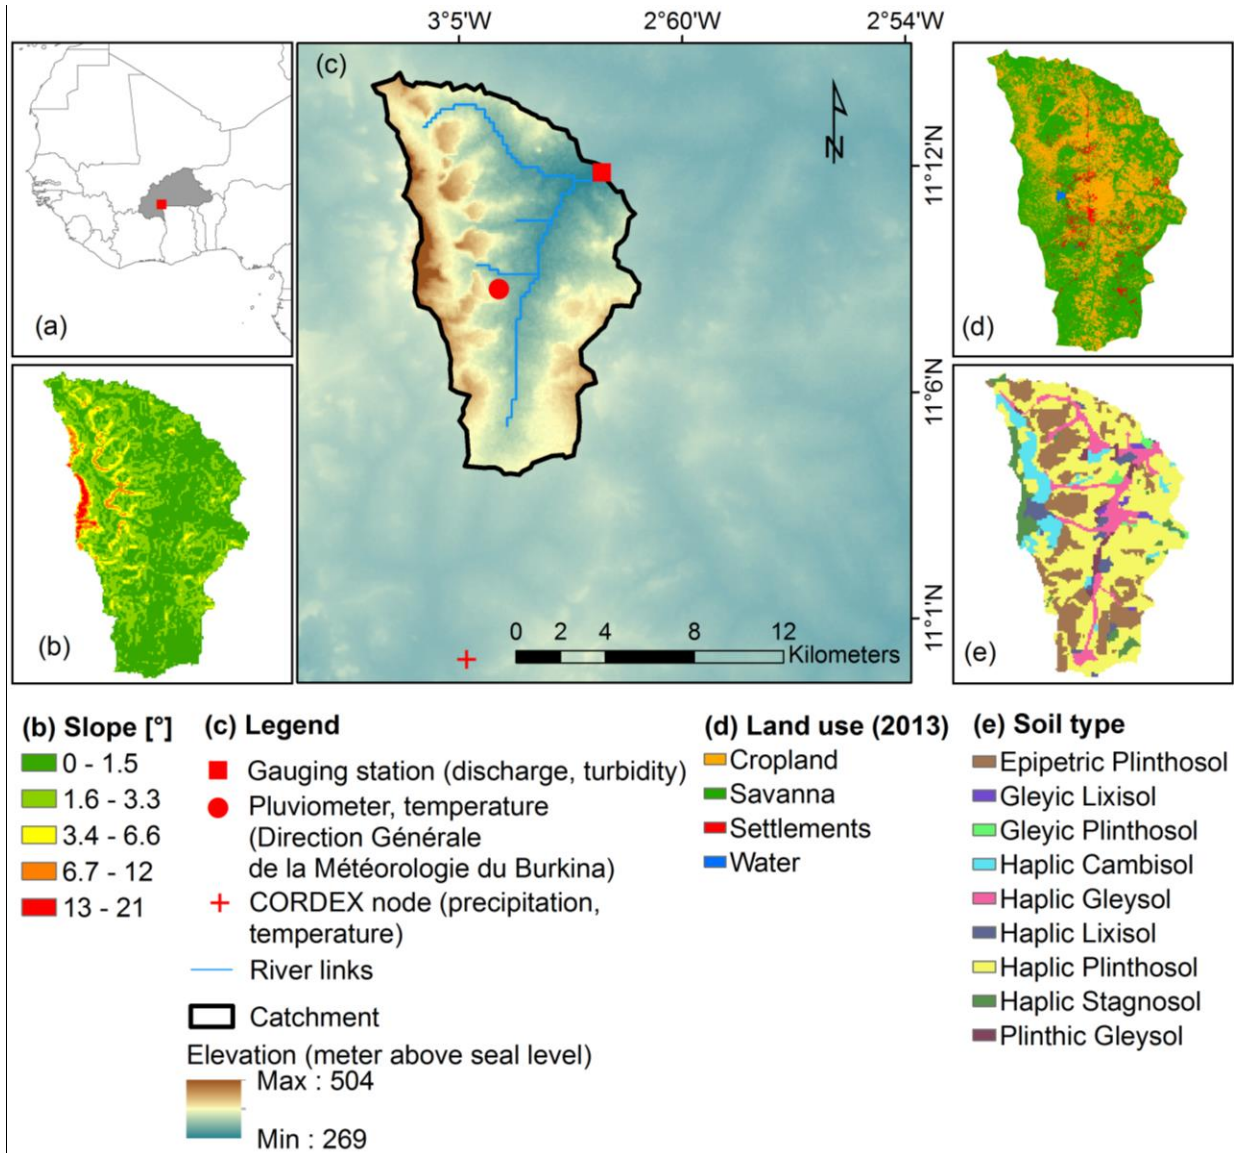 3°5'W
2°60'W
2°54'W
(a)
(b)
(c)
N
11°12'N
11°6'N
11°1'N
0 2 4 8 12
Kilometers
(d)
(e)
(b) Slope [°]
0 - 1.5
1.6 - 3.3
3.4 - 6.6
6.7 - 12
13 - 21
(c) Legend
Gauging station (discharge, turbidity)
Pluviometer, temperature
(Direction Générale
de la Météorologie du Burkina)
CORDEX node (precipitation,
temperature)
River links
Catchment
Elevation (meter above seal level)
Max : 504
Min : 269
(d) Land use (2013)
Cropland
Savanna
Settlements
Water
(e) Soil type
Epipetric Plinthosol
Gleyic Lixisol
Gleyic Plinthosol
Haplic Cambisol
Haplic Gleysol
Haplic Lixisol
Haplic Plinthosol
Haplic Stagnosol
Plinthic Gleysol